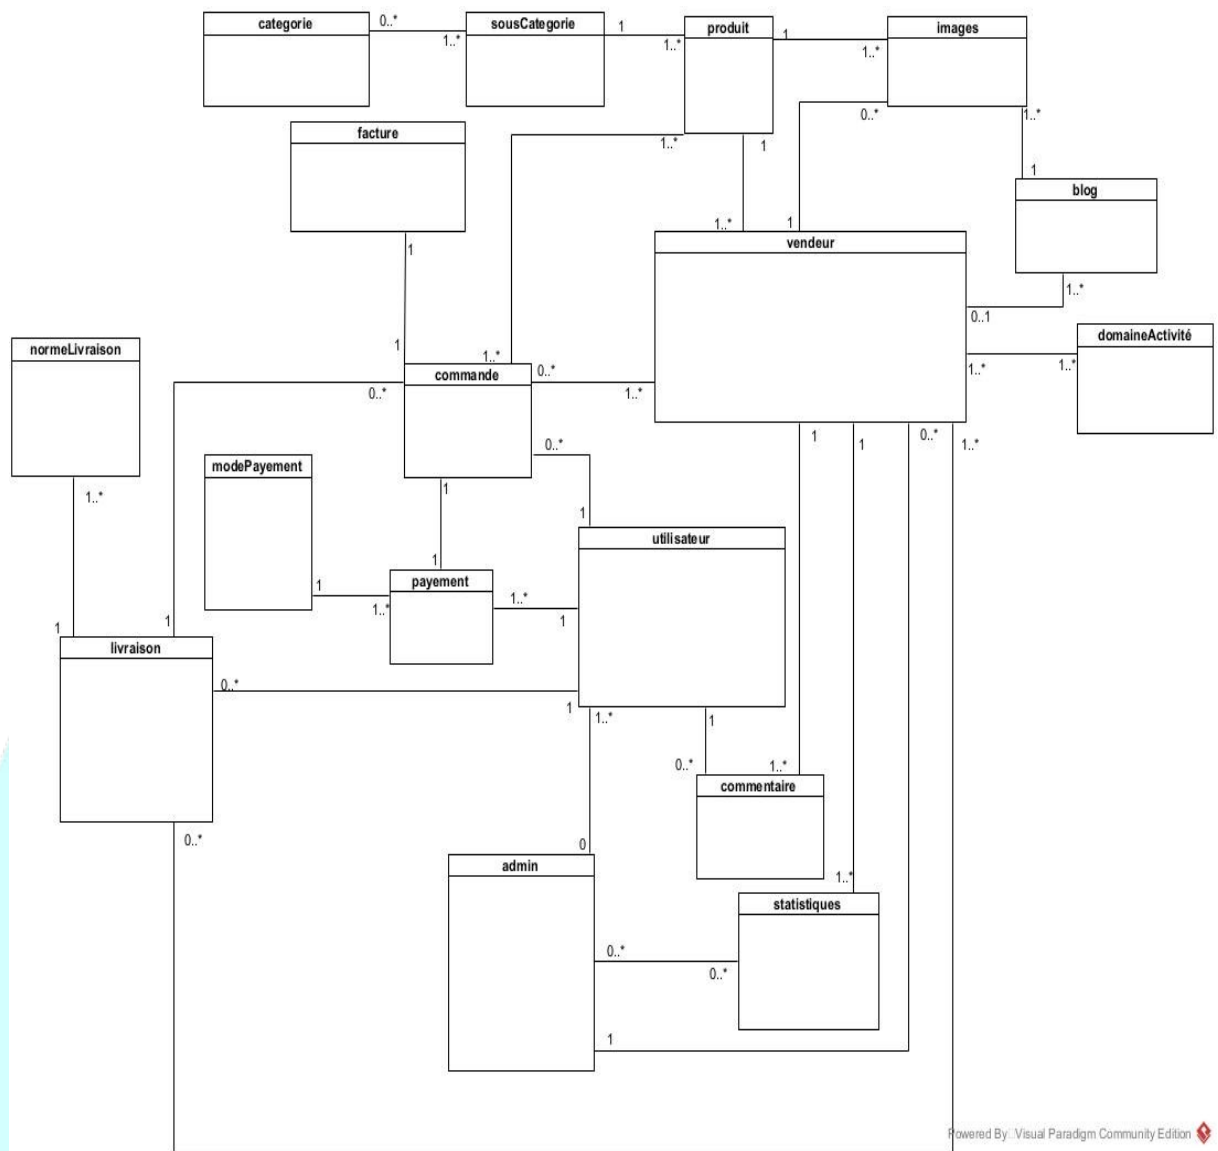 categorie
0..*
1..*
sousCategorie
1
1..*
produit
1
1..*
images
facture
1..*
1
0..*
1..*
1
blog
1
1..*
1
vendeur
1..*
0..1
normeLivraison
1
1..*
domaineActivité
1..*
1..*
commande
0..*
0..*
1..*
modePayement
0..*
1
1
0..*
1..*
1..*
1
1
utilisateur
1
payement
1
1..*
1..*
1
1
1
livraison
0..*
1
1..*
1
0..*
1..*
commentaire
0..*
0
admin
1..*
statistiques
0..*
0..*
1
Powered By Visual Paradigm Community Edition